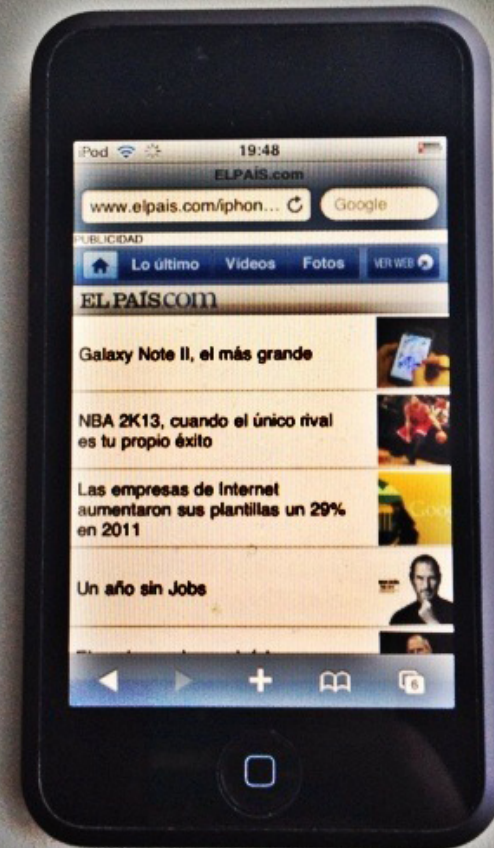 iPod 19:48
ELPAÍS.com
www.elpais.com/iphon... Google
PUBLICIDAD
Lo último Vídeos Fotos VER WEB
EL PAÍS.com
Galaxy Note II, el más grande
NBA 2K13, cuando el único rival
es tu propio éxito
Las empresas de Internet
aumentaron sus plantillas un 29%
en 2011
Goo
Un año sin Jobs
6